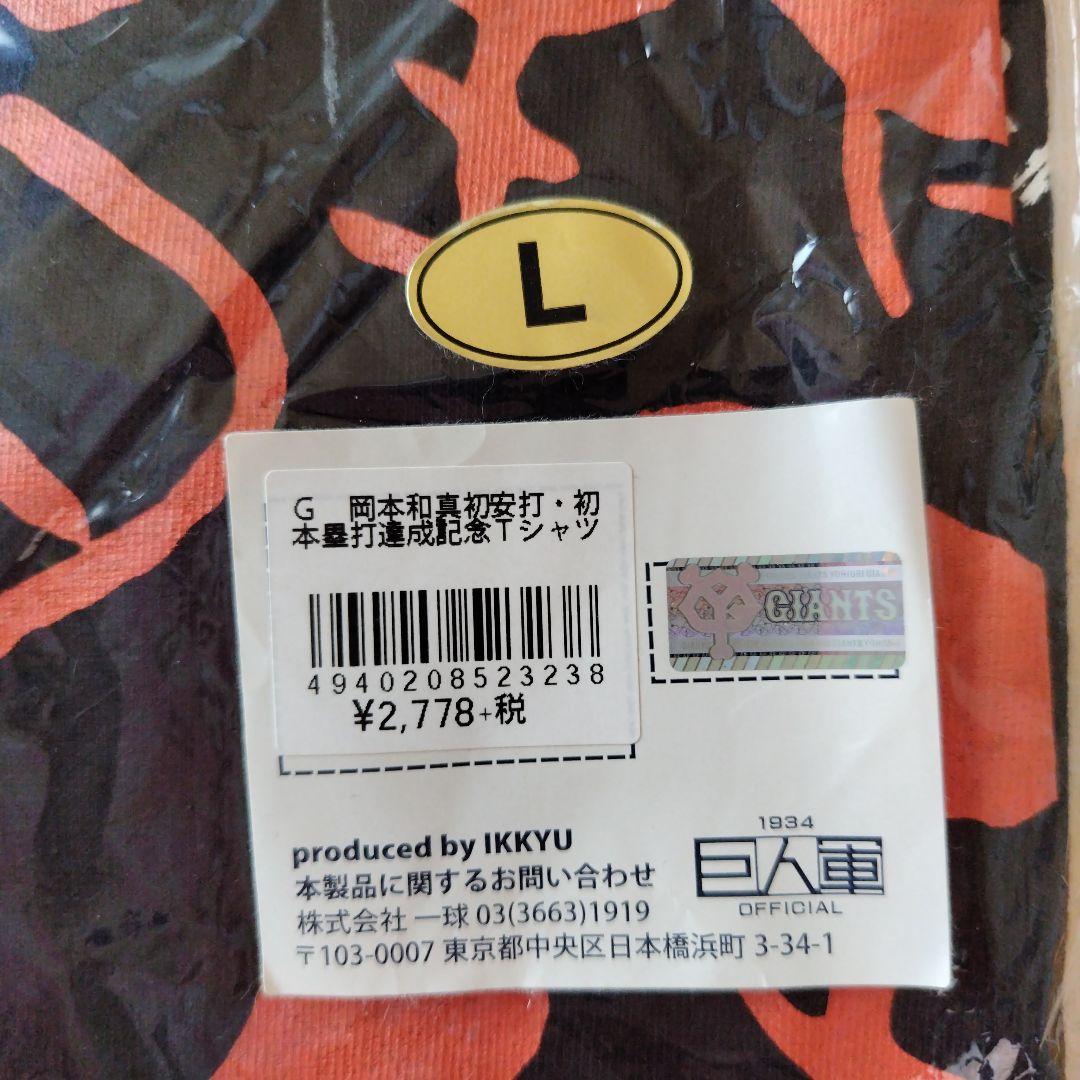 L
G 岡本和真初安打・初
本塁打達成記念Tシャツ
4940208523238
¥2,778+税
GIANTS
produced by IKKYU
本製品に関するお問い合わせ
株式会社 一球 03(3663)1919
〒103-0007 東京都中央区日本橋浜町 3-34-1
1934
巨人軍
OFFICIAL